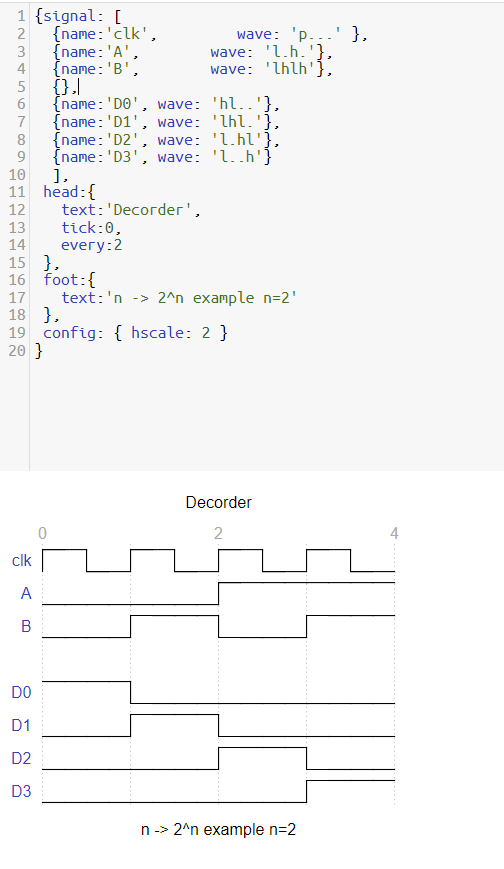 1 {signal: [
2 {name:'clk', wave: 'p...' },
3 {name:'A', wave: 'l.h.'},
4 {name:'B', wave: 'lhlh'},
5 {},
6 {name:'D0', wave: 'hl..'},
7 {name:'D1', wave: 'lhl.'},
8 {name:'D2', wave: 'l.hl'},
9 {name:'D3', wave: 'l..h'}
10 ],
11 head:{
12 text:'Decorder',
13 tick:0,
14 every:2
15 },
16 foot:{
17 text:'n -> 2^n example n=2'
18 },
19 config: { hscale: 2 }
20 }
Decorder
0 2 4
clk
A
B
D0
D1
D2
D3
n -> 2^n example n=2